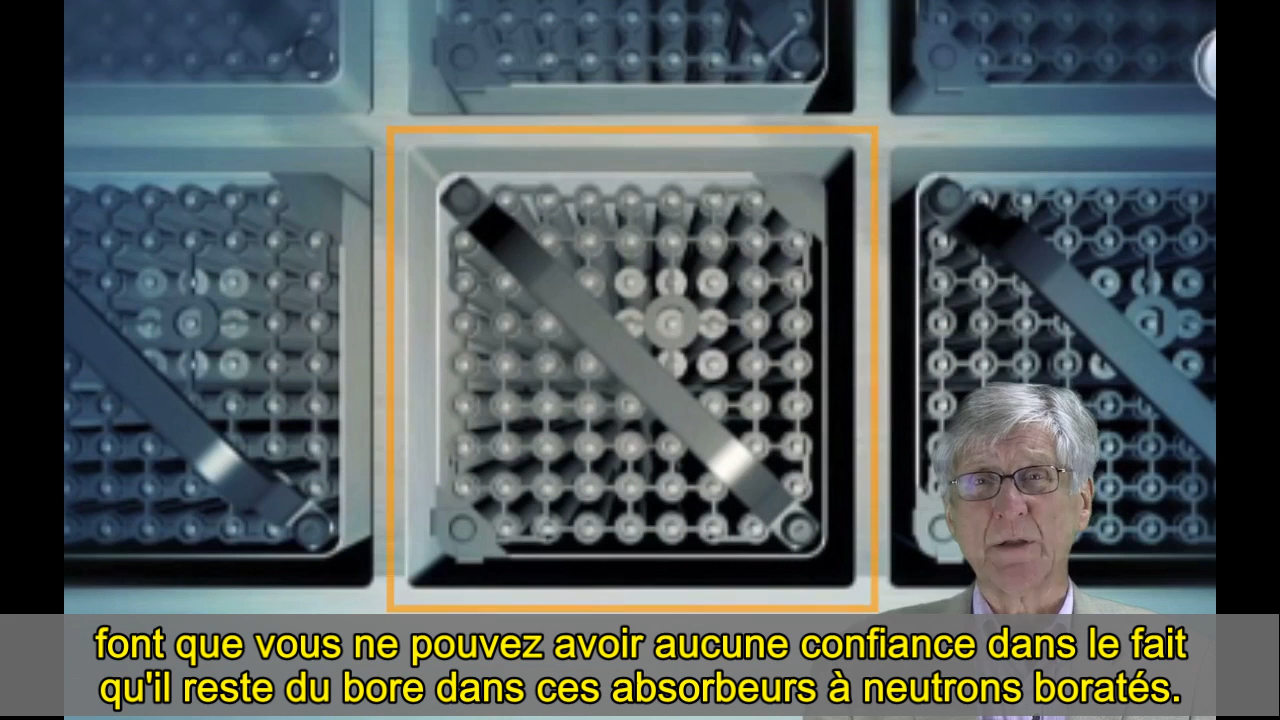 font que vous ne pouvez avoir aucune confiance dans le fait
qu'il reste du bore dans ces absorbeurs à neutrons boratés.